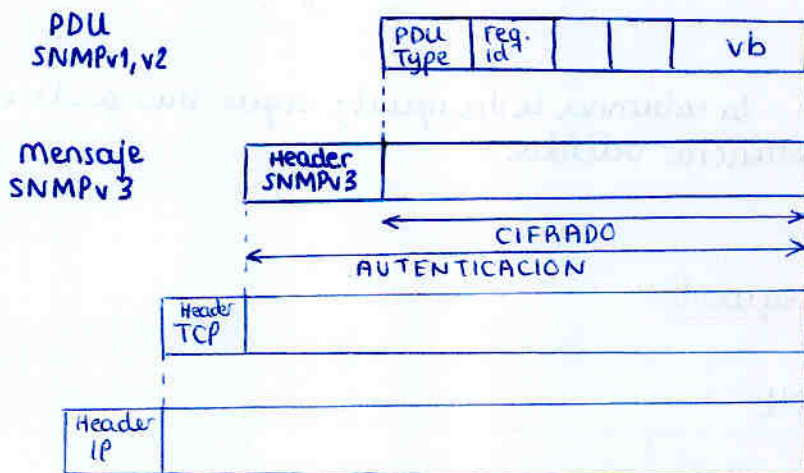 PDU
SNMPv1, v2
PDU
Type
req.
id
vb
Mensaje
SNMPv3
Header
SNMPv3
CIFRADO
AUTENTICACION
Header
TCP
Header
IP